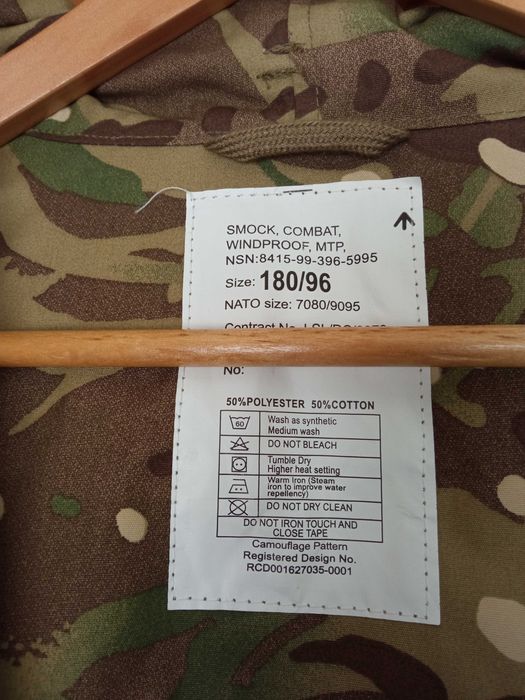 SMOCK, COMBAT,
WINDPROOF, MTP,
NSN:8415-99-396-5995
Size: 180/96
NATO size: 7080/9095
Contract No.
No:
50%POLYESTER 50%COTTON
60
Wash as synthetic
Medium wash
DO NOT BLEACH
Tumble Dry
Higher heat setting
Warm Iron (Steam
iron to improve water
repellency)
DO NOT DRY CLEAN
DO NOT IRON TOUCH AND
CLOSE TAPE
Camouflage Pattern
Registered Design No.
RCD001627035-0001